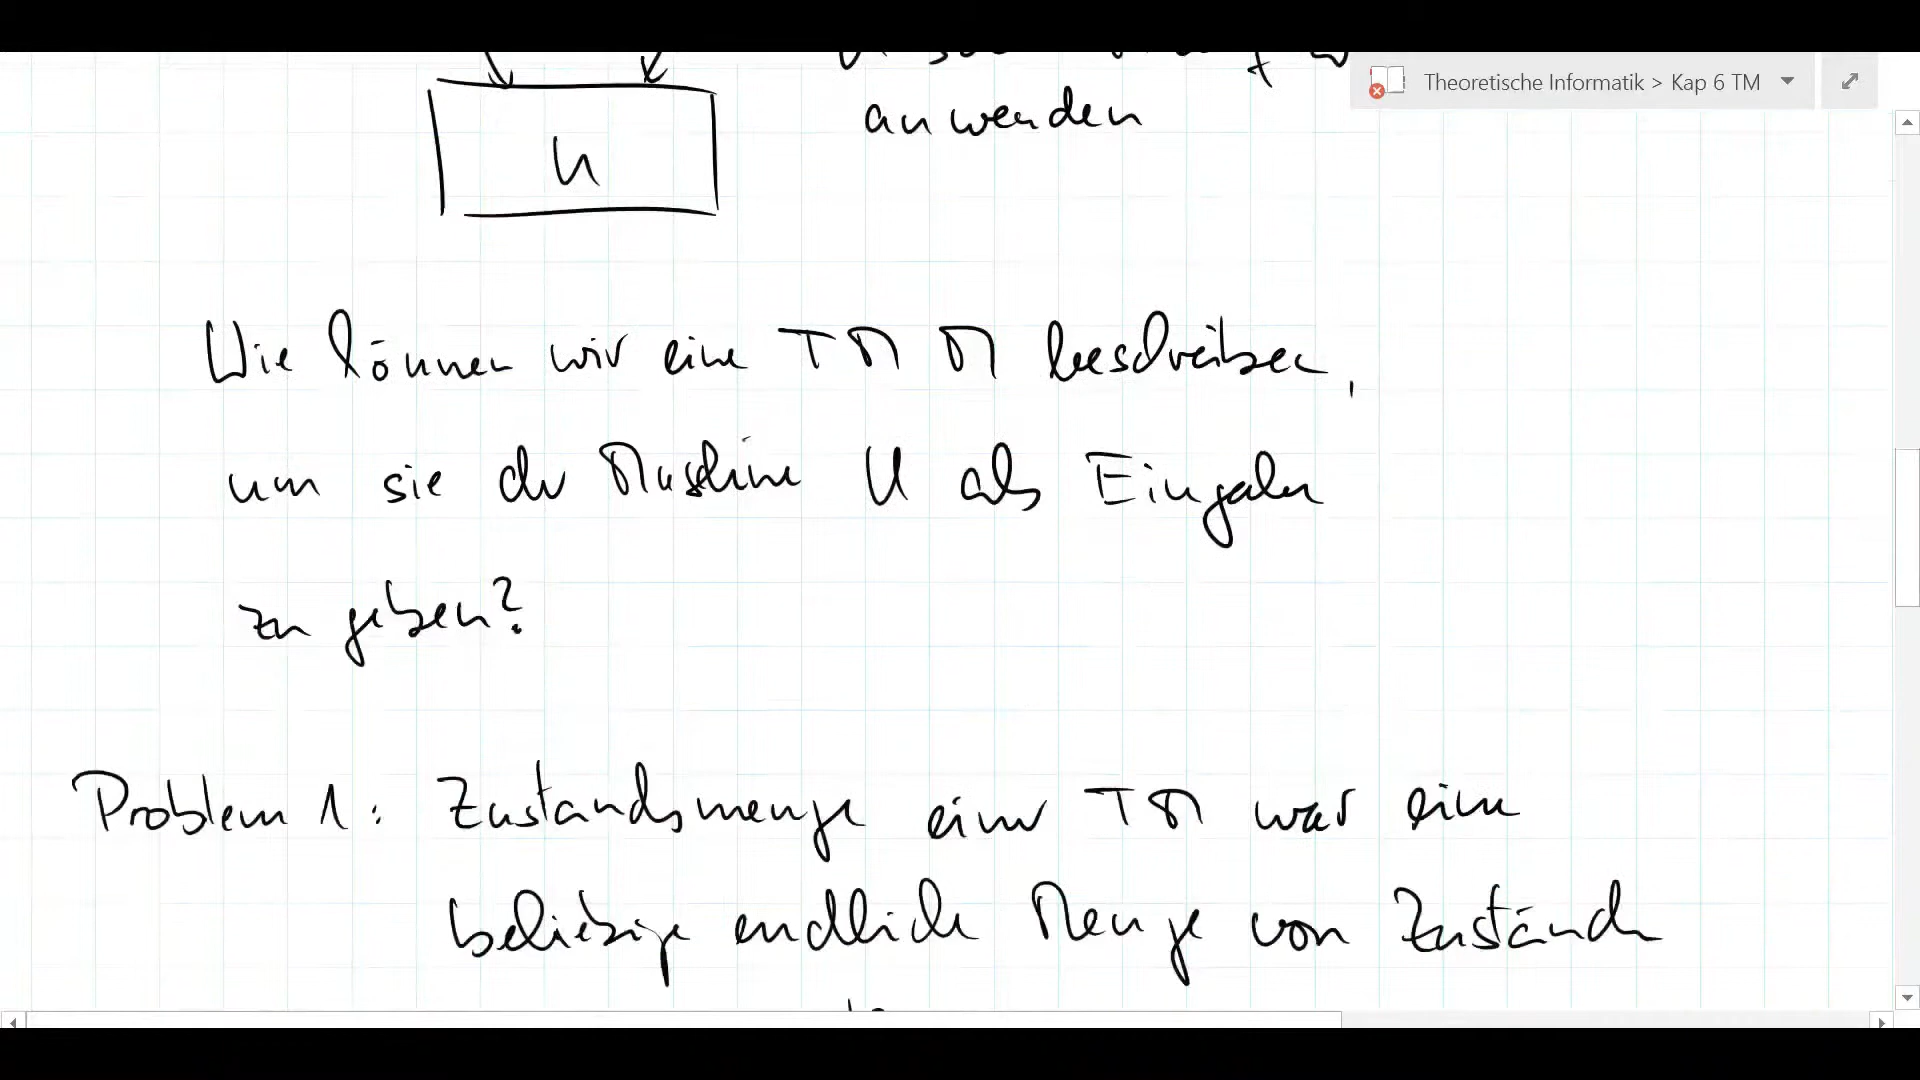 Theoretische Informatik > Kap 6 TM
anwenden
U
Wie können wir eine TM M beschreiben,
um sie der Maschine U als Eingabe
zu geben?
Problem 1: Zustandsmenge einer TM war eine
beliebige endliche Menge von Zuständen